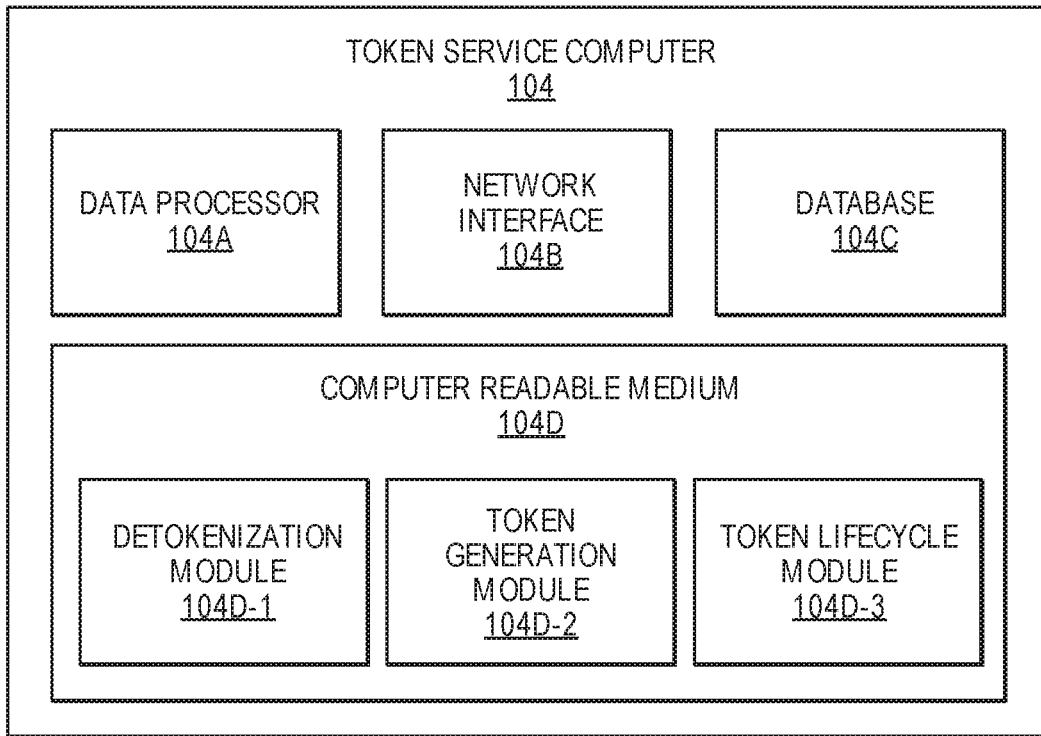 TOKEN SERVICE COMPUTER
104
DATA PROCESSOR
104A
NETWORK
INTERFACE
104B
DATABASE
104C
COMPUTER READABLE MEDIUM
104D
DETOKENIZATION
MODULE
104D-1
TOKEN
GENERATION
MODULE
104D-2
TOKEN LIFECYCLE
MODULE
104D-3